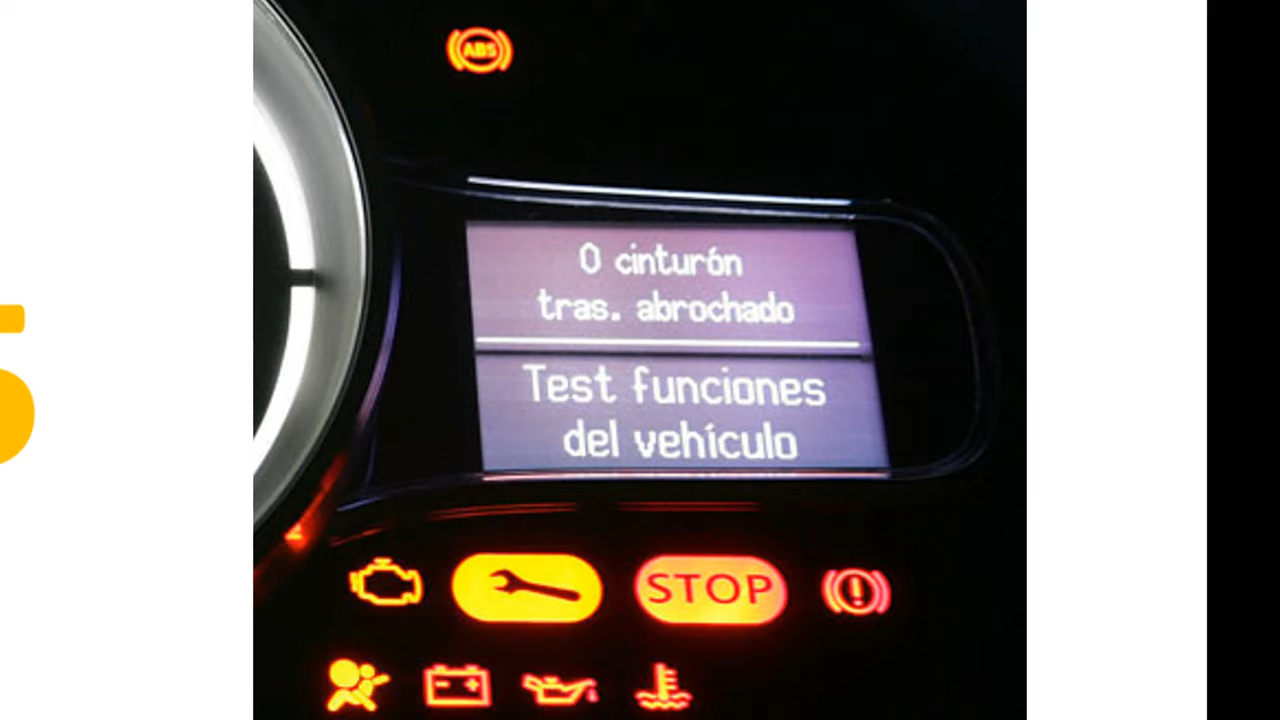 ABS
0 cinturón
tras. abrochado
Test funciones
del vehículo
STOP